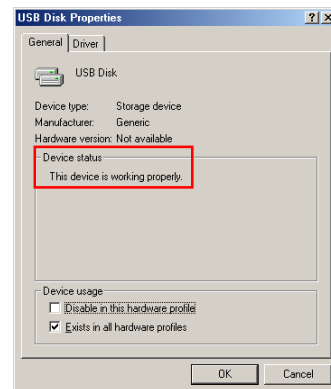 USB Disk Properties
General
Driver
USB Disk
Device type: Storage device
Manufacturer: Generic
Hardware version: Not available
Device status
This device is working properly.
Device usage
Disable in this hardware profile
Exists in all hardware profiles
OK Cancel